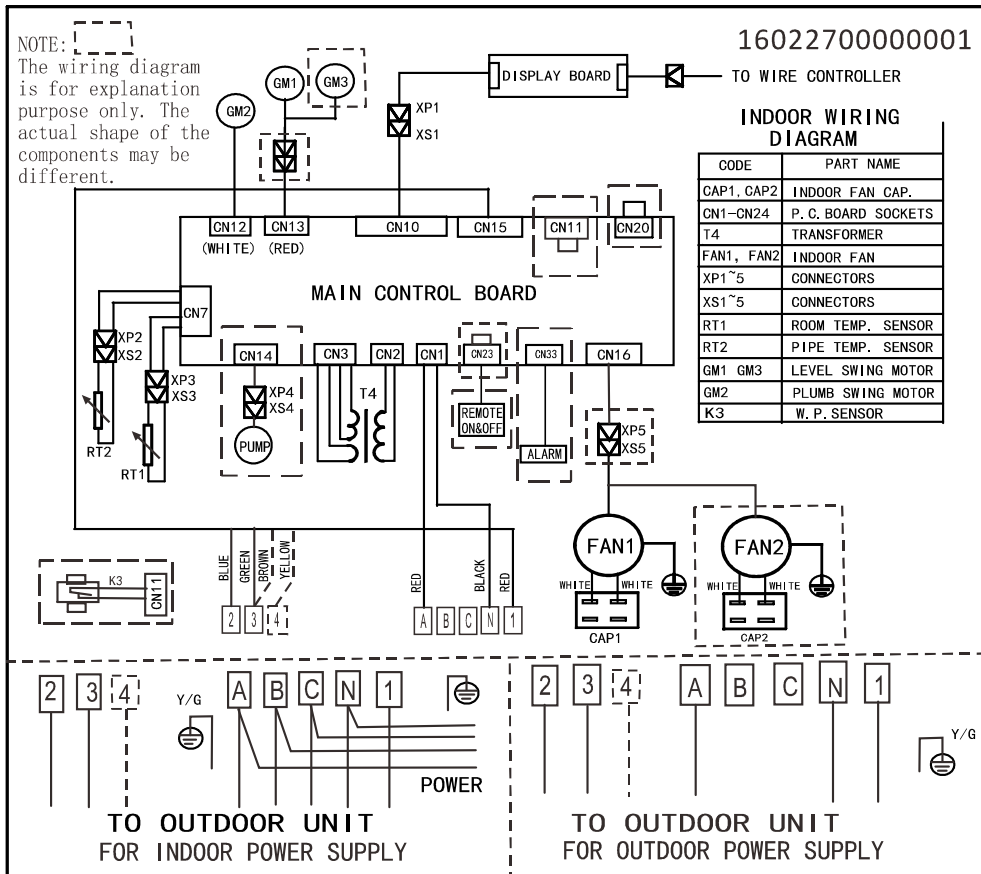 NOTE:
The wiring diagram
is for explanation
purpose only. The
actual shape of the
components may be
different.
16022700000001
GM1
GM3
GM2
XP1
XS1
DISPLAY BOARD
TO WIRE CONTROLLER
INDOOR WIRING
DIAGRAM
CODE PART NAME
CAP1, CAP2 INDOOR FAN CAP.
CN1-CN24 P.C.BOARD SOCKETS
T4 TRANSFORMER
FAN1, FAN2 INDOOR FAN
XP1~5 CONNECTORS
XS1~5 CONNECTORS
RT1 ROOM TEMP. SENSOR
RT2 PIPE TEMP. SENSOR
GM1 GM3 LEVEL SWING MOTOR
GM2 PLUMB SWING MOTOR
K3 W.P.SENSOR
CN12 CN13 CN10 CN15 CN11 CN20
(WHITE) (RED)
MAIN CONTROL BOARD
CN7
CN14 CN3 CN2 CN1 CN23 CN33 CN16
XP2
XS2
XP3
XS3
RT2
RT1
XP4
XS4
PUMP
T4
REMOTE
ON&OFF
ALARM
XP5
XS5
FAN1
FAN2
WHITE WHITE
CAP1
WHITE WHITE
CAP2
K3
CN11
BLUE
GREEN
BROWN
YELLOW
2 3 4
RED
BLACK
RED
A B C N 1
2 3 4
Y/G
A B C N 1
POWER
TO OUTDOOR UNIT
FOR INDOOR POWER SUPPLY
2 3 4 A B C N 1
Y/G
TO OUTDOOR UNIT
FOR OUTDOOR POWER SUPPLY